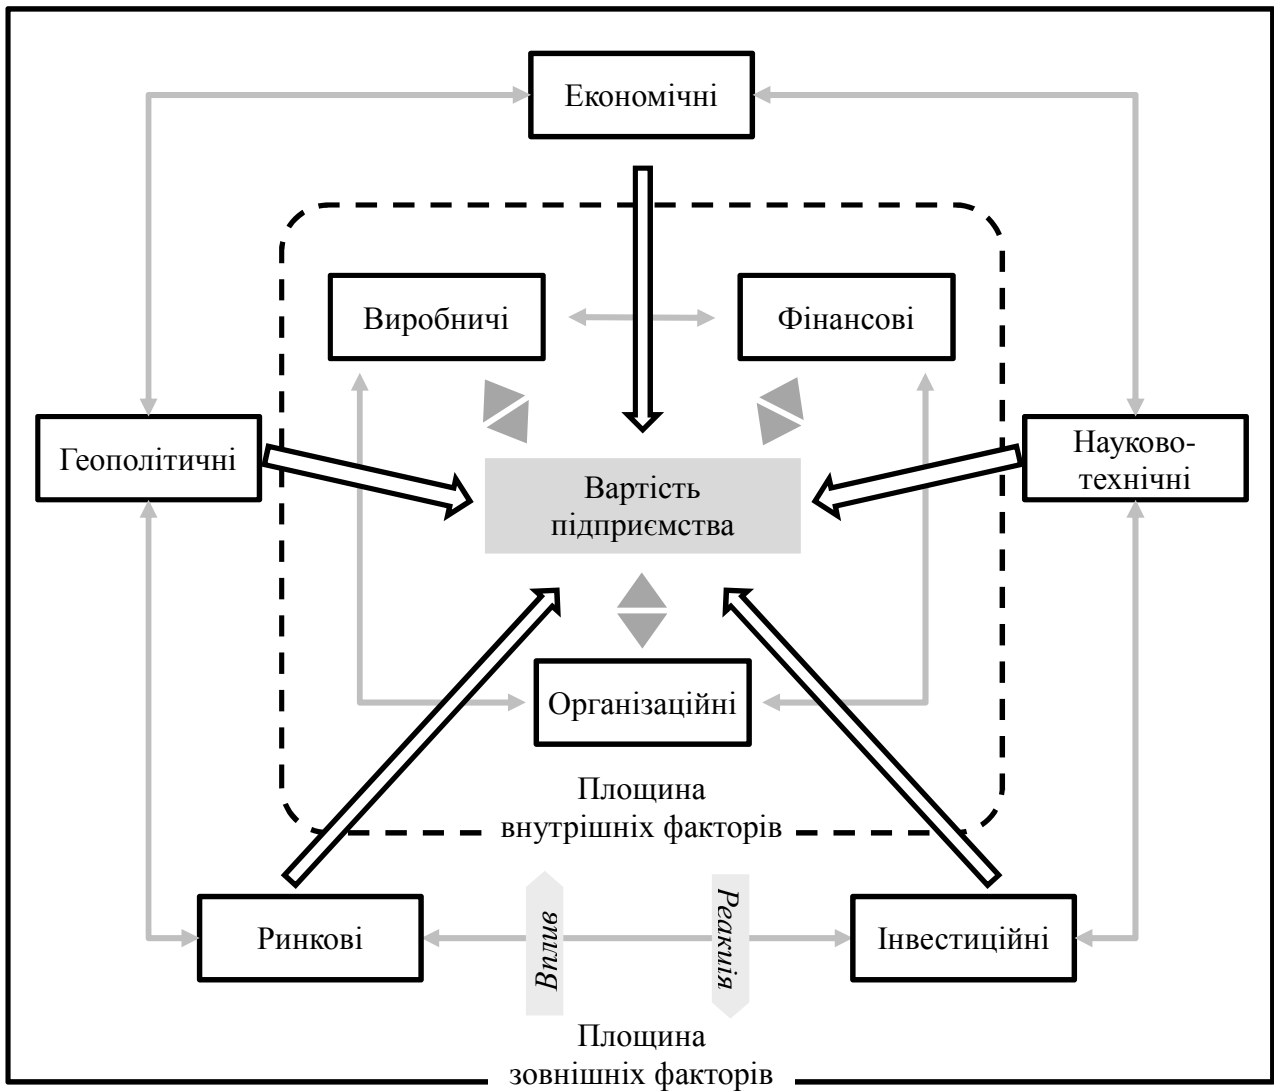 Економічні
Виробничі
Фінансові
Геополітичні
Науково-
технічні
Вартість
підприємства
Організаційні
Площина
внутрішніх факторів
Ринкові
Вплив
Реакція
Інвестиційні
Площина
зовнішніх факторів